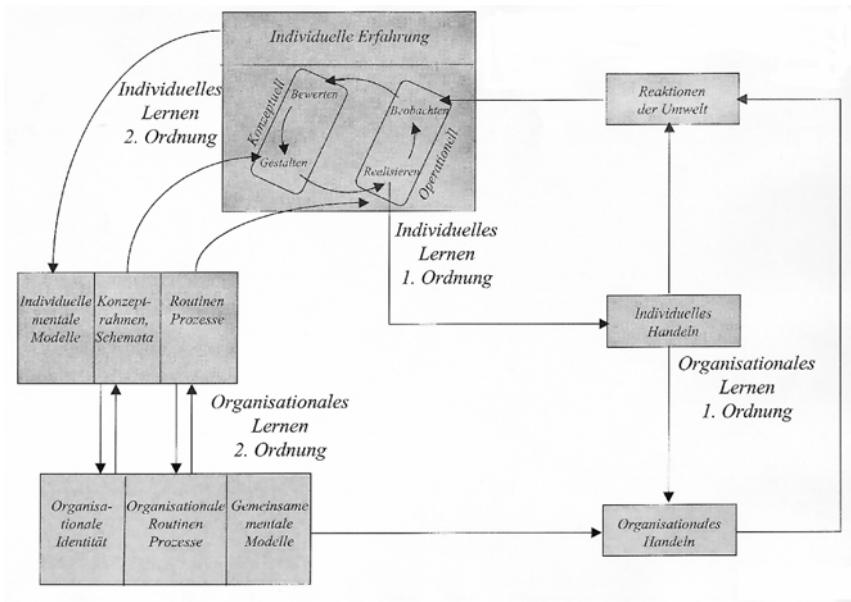 Individuelle Erfahrung
Individuelles
Lernen
2. Ordnung
Konzeptuell
Bewerten
Gestalten
Beobachten
Realisieren
Operationell
Reaktionen
der Umwelt
Individuelles
Lernen
1. Ordnung
Individuelle
mentale
Modelle
Konzept-
rahmen,
Schemata
Routinen
Prozesse
Individuelles
Handeln
Organisationales
Lernen
1. Ordnung
Organisationales
Lernen
2. Ordnung
Organisa-
tionale
Identität
Organisationale
Routinen
Prozesse
Gemeinsame
mentale
Modelle
Organisationales
Handeln